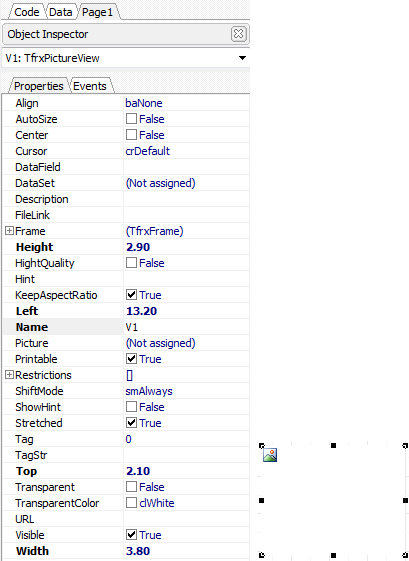 Code Data Page1
Object Inspector
V1: TfrxPictureView
Properties Events
Align baNone
AutoSize False
Center False
Cursor crDefault
DataField
DataSet (Not assigned)
Description
FileLink
Frame (TfrxFrame)
Height 2.90
HightQuality False
Hint
KeepAspectRatio True
Left 13.20
Name V1
Picture (Not assigned)
Printable True
Restrictions []
ShiftMode smAlways
ShowHint False
Stretched True
Tag 0
TagStr
Top 2.10
Transparent False
TransparentColor clWhite
URL
Visible True
Width 3.80